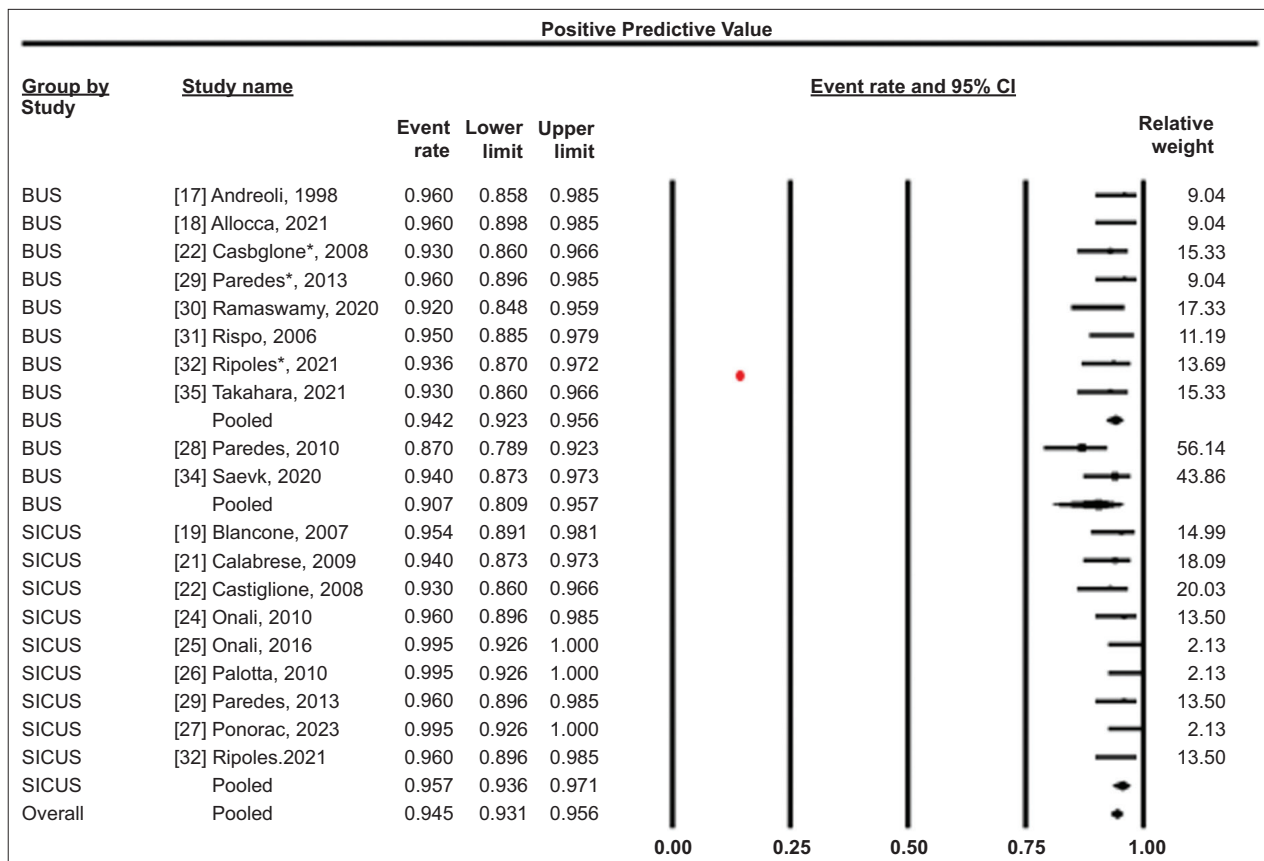 Positive Predictive Value
Group by Study name Event rate and 95% CI
Study
Event Lower Upper Relative
rate limit limit weight
BUS [17] Andreoli, 1998 0.960 0.858 0.985 9.04
BUS [18] Allocca, 2021 0.960 0.898 0.985 9.04
BUS [22] Casbglone*, 2008 0.930 0.860 0.966 15.33
BUS [29] Paredes*, 2013 0.960 0.896 0.985 9.04
BUS [30] Ramaswamy, 2020 0.920 0.848 0.959 17.33
BUS [31] Rispo, 2006 0.950 0.885 0.979 11.19
BUS [32] Ripoles*, 2021 0.936 0.870 0.972 13.69
BUS [35] Takahara, 2021 0.930 0.860 0.966 15.33
BUS Pooled 0.942 0.923 0.956
BUS [28] Paredes, 2010 0.870 0.789 0.923 56.14
BUS [34] Saevk, 2020 0.940 0.873 0.973 43.86
BUS Pooled 0.907 0.809 0.957
SICUS [19] Blancone, 2007 0.954 0.891 0.981 14.99
SICUS [21] Calabrese, 2009 0.940 0.873 0.973 18.09
SICUS [22] Castiglione, 2008 0.930 0.860 0.966 20.03
SICUS [24] Onali, 2010 0.960 0.896 0.985 13.50
SICUS [25] Onali, 2016 0.995 0.926 1.000 2.13
SICUS [26] Palotta, 2010 0.995 0.926 1.000 2.13
SICUS [29] Paredes, 2013 0.960 0.896 0.985 13.50
SICUS [27] Ponorac, 2023 0.995 0.926 1.000 2.13
SICUS [32] Ripoles.2021 0.960 0.896 0.985 13.50
SICUS Pooled 0.957 0.936 0.971
Overall Pooled 0.945 0.931 0.956
0.00 0.25 0.50 0.75 1.00